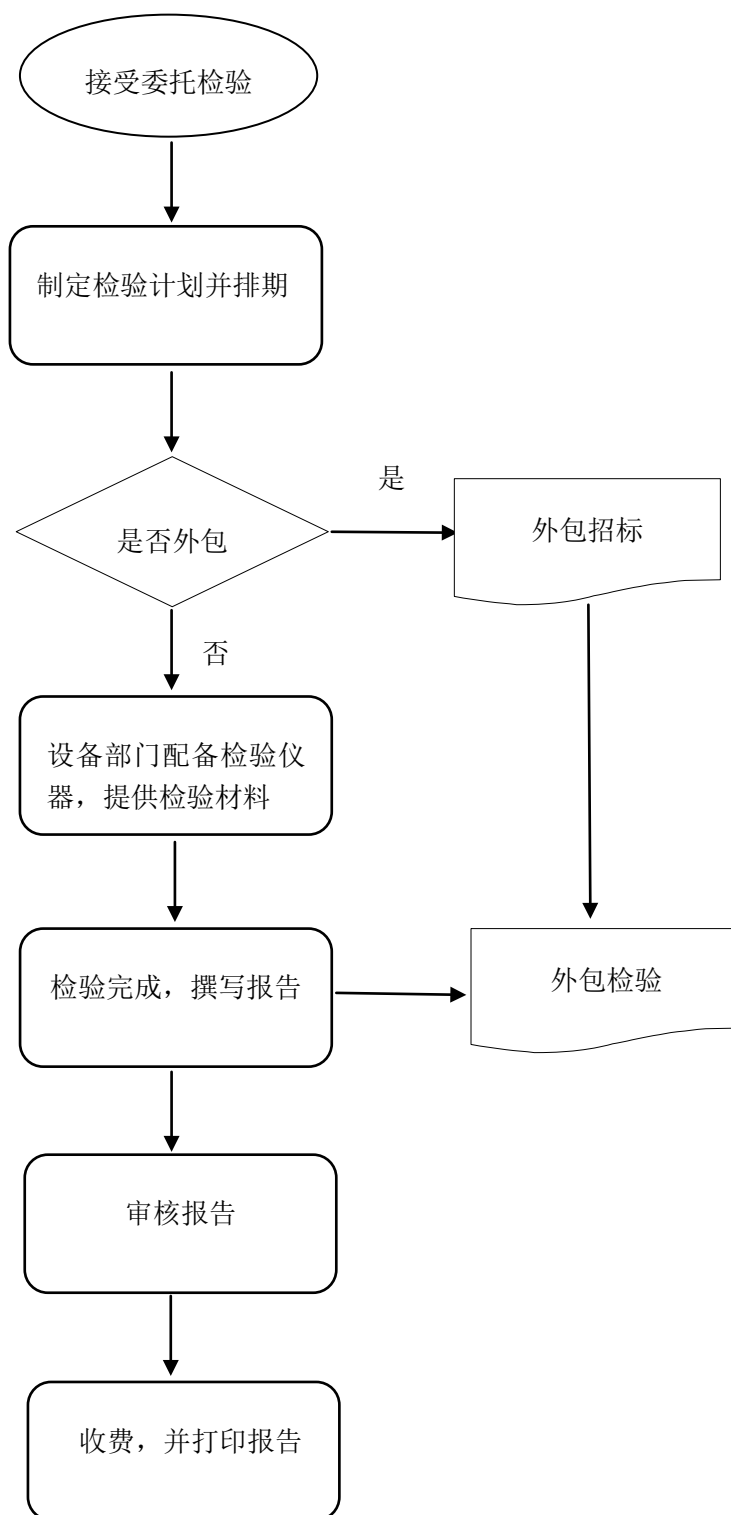 接受委托检验
制定检验计划并排期
是
是否外包
外包招标
否
设备部门配备检验仪
器，提供检验材料
检验完成，撰写报告
外包检验
审核报告
收费，并打印报告